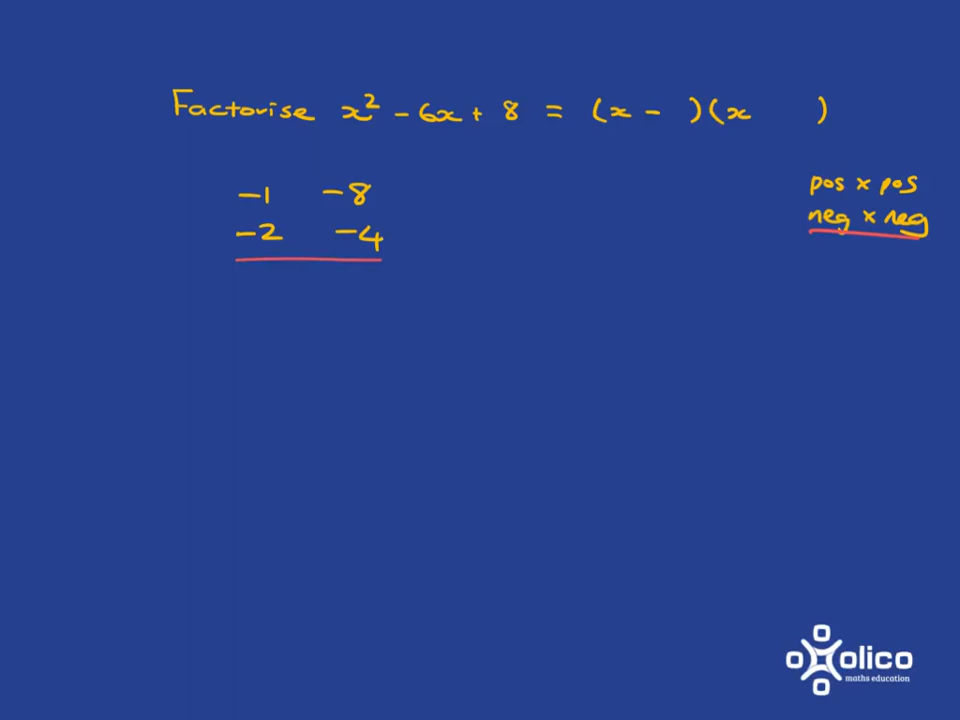 Factorise x² - 6x + 8 = (x - )(x )
-1 -8
-2 -4
pos x pos
neg x neg
olico
maths education